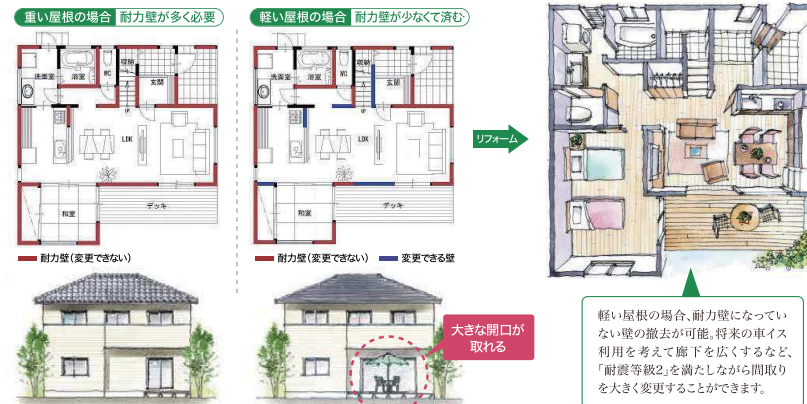 重い屋根の場合 耐力壁が多く必要
洗面室
浴室
WC
収納
玄関
LDK
和室
デッキ
耐力壁(変更できない)
軽い屋根の場合 耐力壁が少なくて済む
洗面室
浴室
WC
収納
玄関
LDK
和室
デッキ
耐力壁(変更できない)
変更できる壁
大きな開口が
取れる
リフォーム
軽い屋根の場合、耐力壁になってい
ない壁の撤去が可能。将来の車イス
利用を考えて廊下を広くするなど、
「耐震等級2」を満たしながら間取り
を大きく変更することができます。